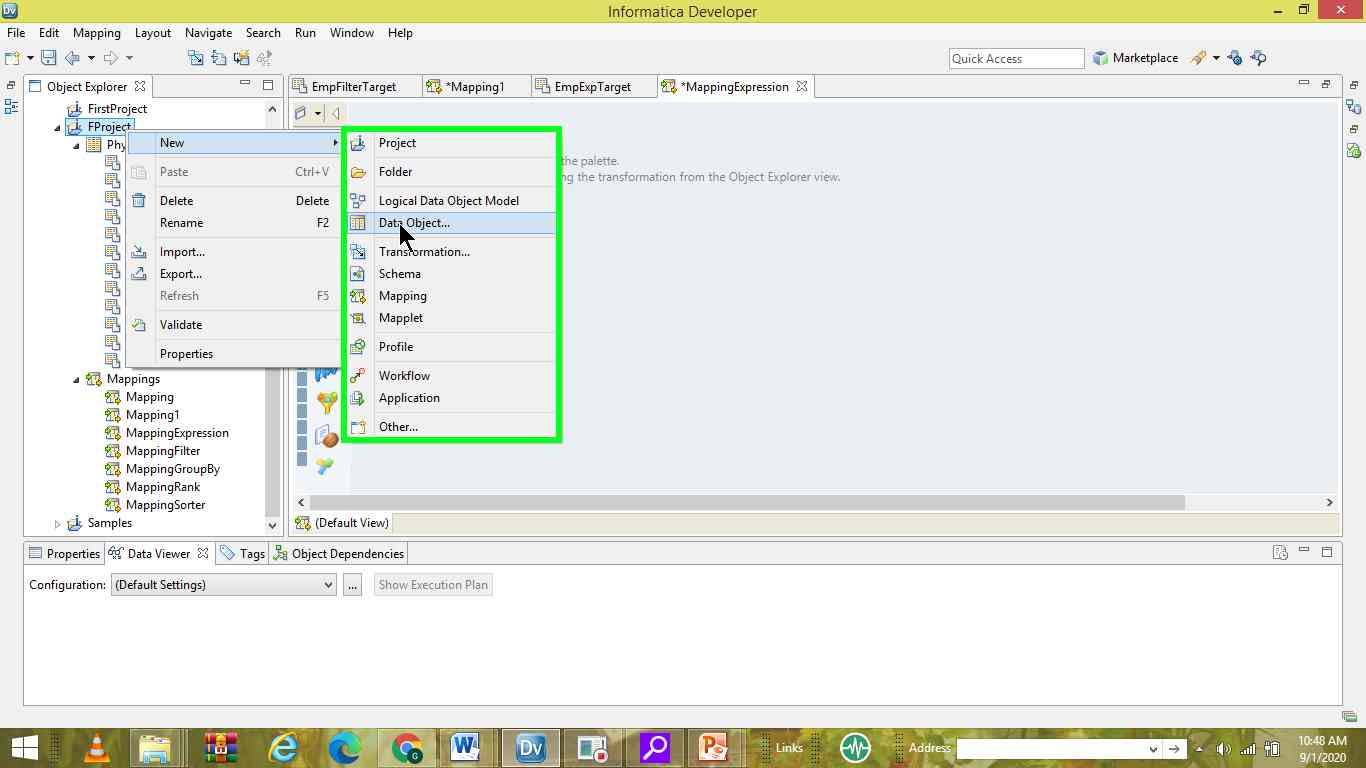 Dv
Informatica Developer
File Edit Mapping Layout Navigate Search Run Window Help
Quick Access
Marketplace
Object Explorer
EmpFilterTarget
*Mapping1
EmpExpTarget
*MappingExpression
FirstProject
FProject
Phy
New
Paste Ctrl+V
Delete Delete
Rename F2
Import...
Export...
Refresh F5
Validate
Properties
Project
Folder
Logical Data Object Model
Data Object...
Transformation...
Schema
Mapping
Mapplet
Profile
Workflow
Application
Other...
the palette.
ng the transformation from the Object Explorer view.
Mappings
Mapping
Mapping1
MappingExpression
MappingFilter
MappingGroupBy
MappingRank
MappingSorter
Samples
(Default View)
Properties
Data Viewer
Tags
Object Dependencies
Configuration: (Default Settings) ... Show Execution Plan
Dv
Links
Address
10:48 AM
9/1/2020